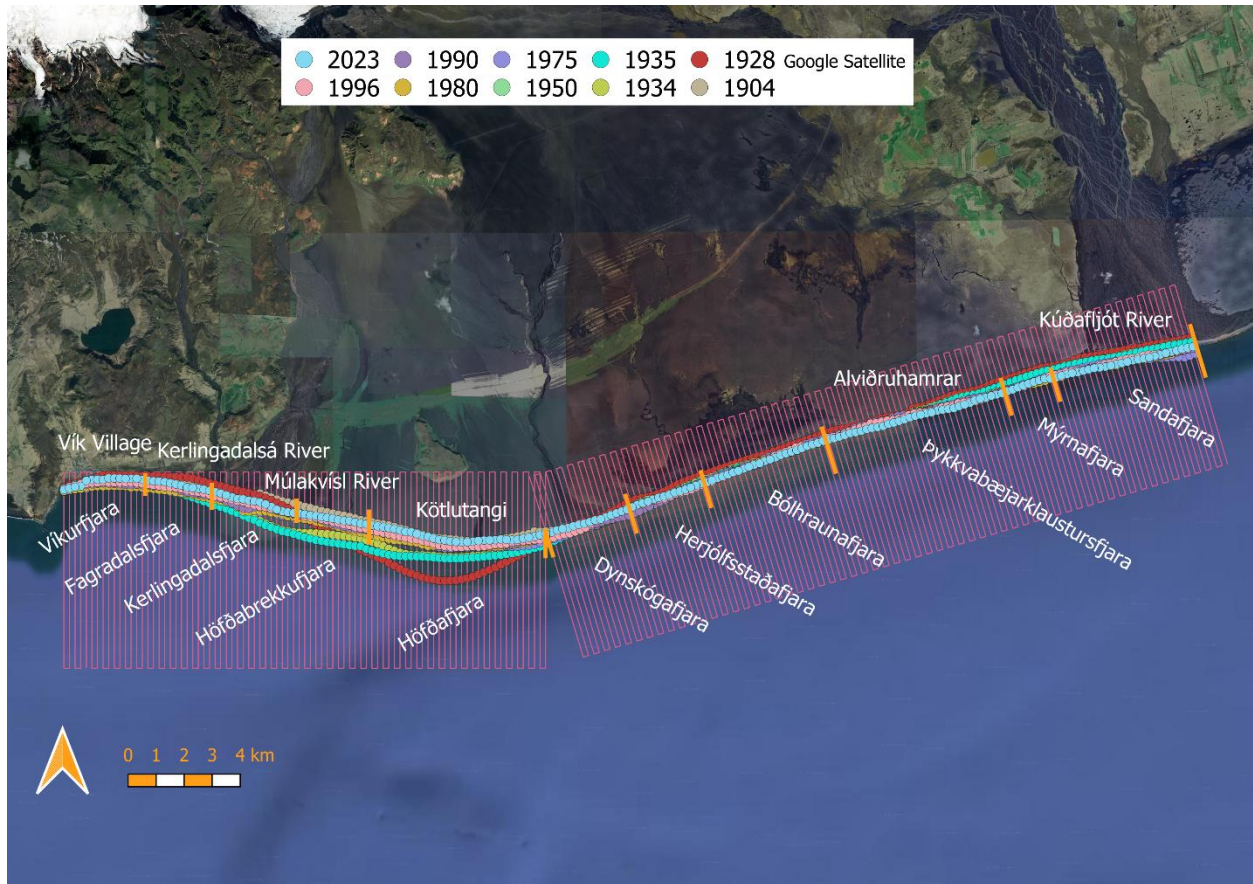 2023 1990 1975 1935 1928 Google Satellite
1996 1980 1950 1934 1904
Kúðafljót River
Alviðruhamrar
Sandafjara
Mýrnafjara
Vík Village
Kerlingadalsá River
Múlakvísl River
Kötlutangi
þykkvabæjarklaustursfjara
Bólhraunafjara
Herjólfsstaðafjara
Dynskógafjara
Víkurfjara
Fagradalsfjara
Kerlingadalsfjara
Höfðabrekkufjara
Höfðafjara
0 1 2 3 4 km